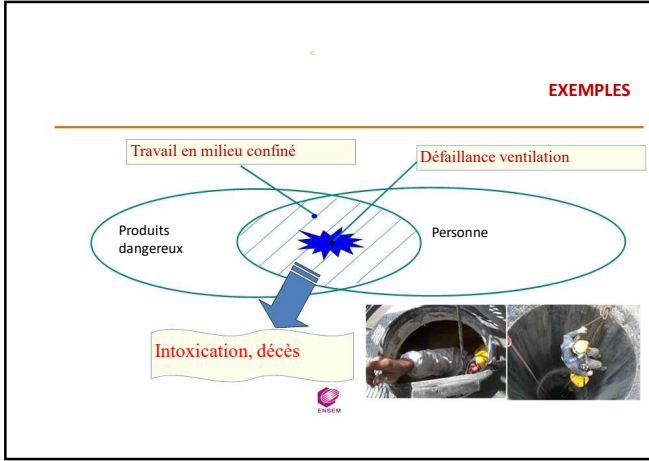 C
EXEMPLES
Travail en milieu confiné
Défaillance ventilation
Produits
dangereux
Personne
Intoxication, décès
ENSEM